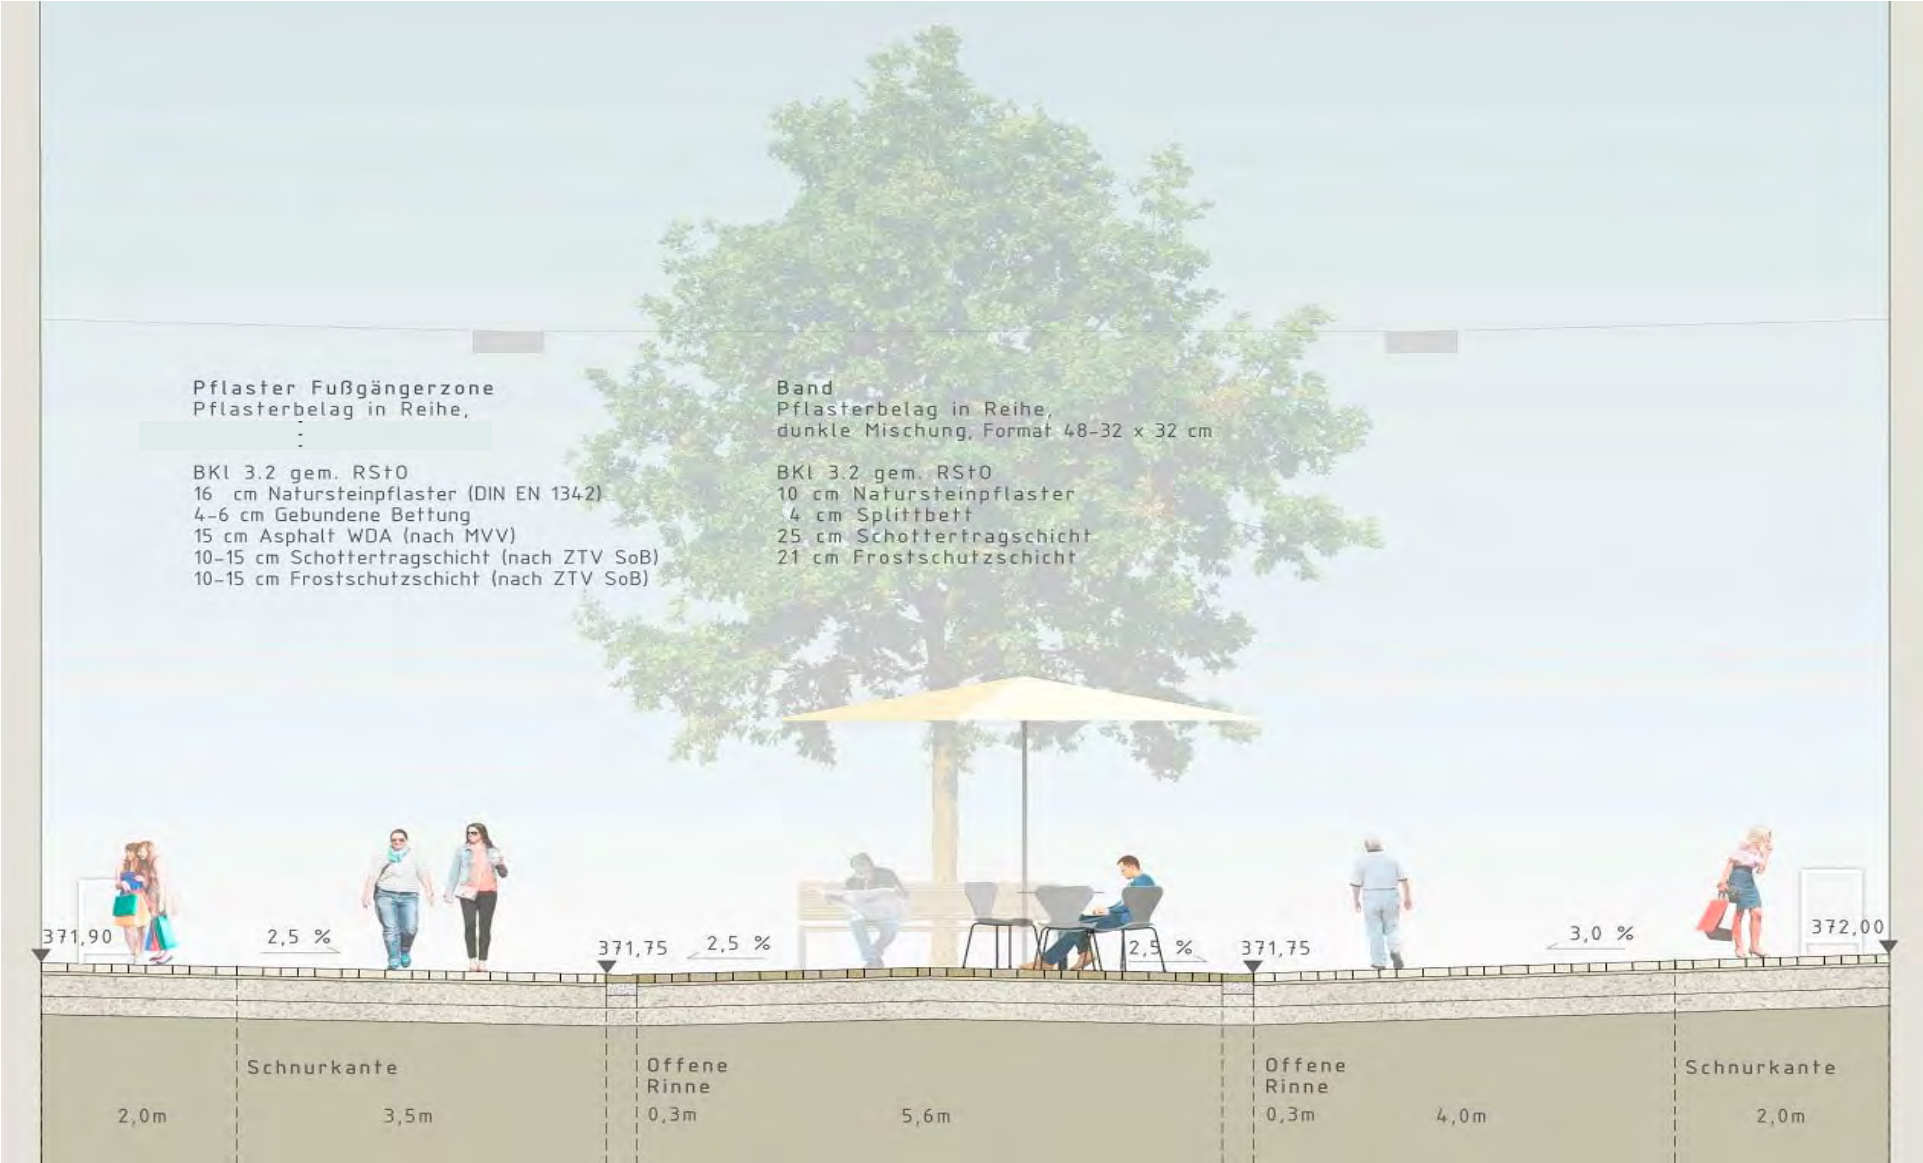 Pflaster Fußgängerzone
Pflasterbelag in Reihe,
BKl 3.2 gem. RStO
16 cm Natursteinpflaster (DIN EN 1342)
4-6 cm Gebundene Bettung
15 cm Asphalt WDA (nach MVV)
10-15 cm Schottertragschicht (nach ZTV SoB)
10-15 cm Frostschutzschicht (nach ZTV SoB)
Band
Pflasterbelag in Reihe,
dunkle Mischung, Format 48-32 x 32 cm
BKl 3.2 gem. RStO
10 cm Natursteinpflaster
4 cm Splittbett
25 cm Schottertragschicht
21 cm Frostschutzschicht
371,90
2,5 %
371,75
2,5 %
2,5 %
371,75
3,0 %
372,00
Schnurkante
Offene
Rinne
Offene
Rinne
Schnurkante
2,0m
3,5m
0,3m
5,6m
0,3m
4,0m
2,0m